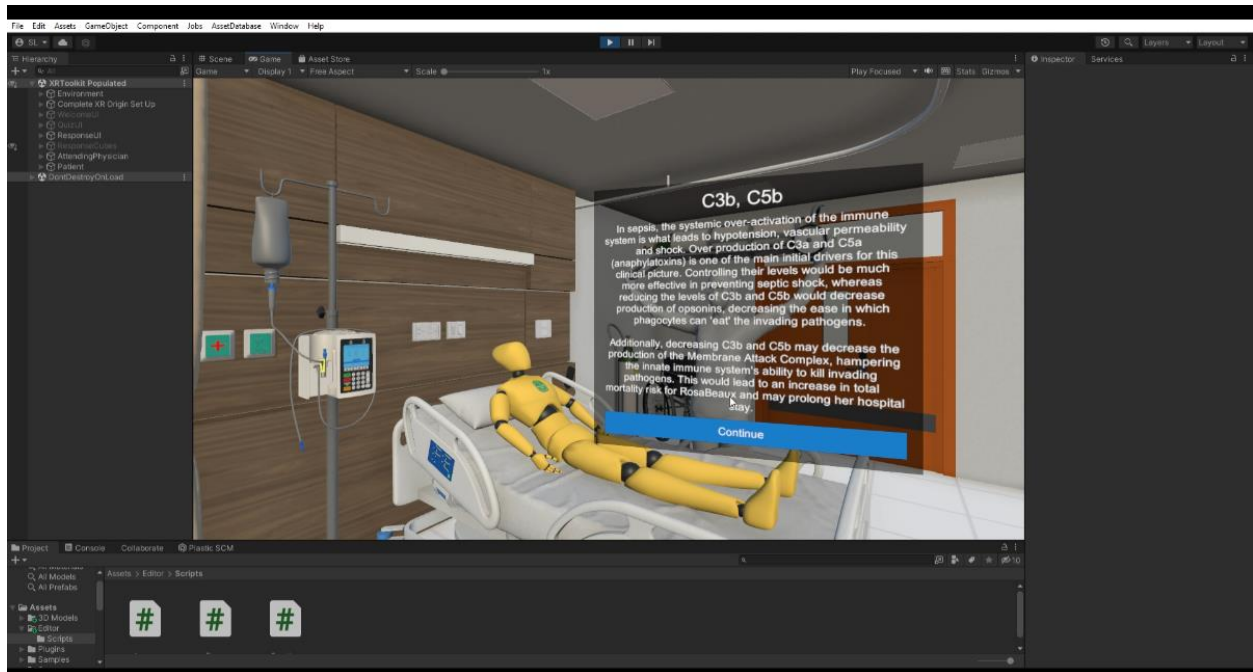 File Edit Assets GameObject Component Jobs AssetDatabase Window Help
SL
Layers Layout
Hierarchy
Scene Game Asset Store
Inspector Services
All
Game Display 1 Free Aspect Scale 1x Play Focused Stats Gizmos
XRToolkit Populated
Environment
Complete XR Origin Set Up
WelcomeUI
QuizUI
ResponseUI
ResponseCubes
AttendingPhysician
Patient
DontDestroyOnLoad
C3b, C5b
In sepsis, the systemic over-activation of the immune
system is what leads to hypotension, vascular permeability
and shock. Over production of C3a and C5a
(anaphylatoxins) is one of the main initial drivers for this
clinical picture. Controlling their levels would be much
more effective in preventing septic shock, whereas
reducing the levels of C3b and C5b would decrease
production of opsonins, decreasing the ease in which
phagocytes can 'eat' the invading pathogens.
Additionally, decreasing C3b and C5b may decrease the
production of the Membrane Attack Complex, hampering
the innate immune system's ability to kill invading
pathogens. This would lead to an increase in total
mortality risk for RosaBeaux and may prolong her hospital
stay.
Continue
Project Console Collaborate Plastic SCM
10
All Models
All Prefabs
Assets > Editor > Scripts
Assets
3D Models
Editor
Scripts
Plugins
Samples
# # #